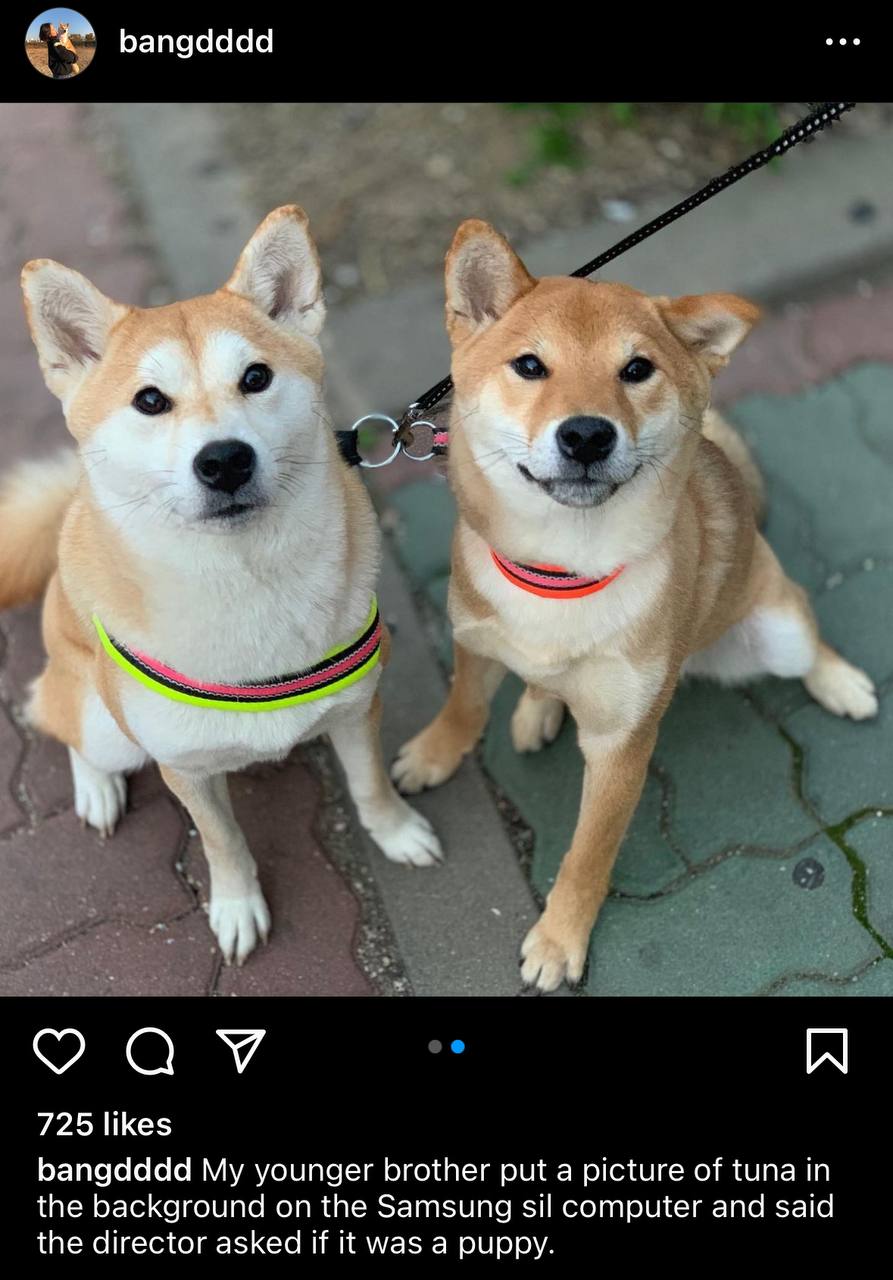 bangdddd
725 likes
bangdddd My younger brother put a picture of tuna in
the background on the Samsung sil computer and said
the director asked if it was a puppy.